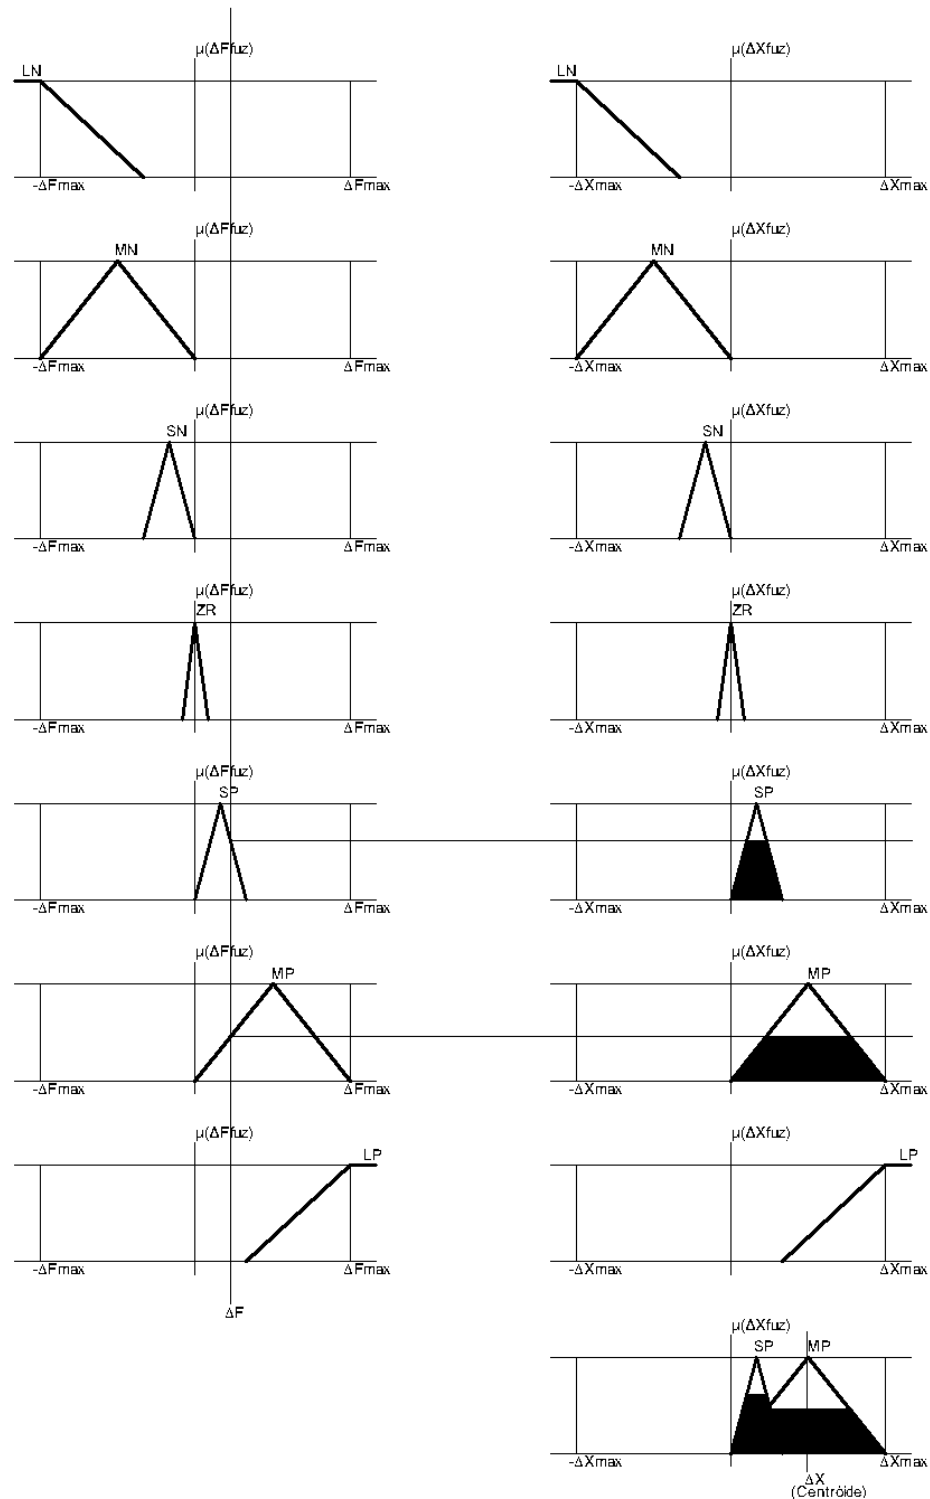 μ(ΔFfuz) μ(ΔXfuz)
LN LN
-ΔFmax ΔFmax -ΔXmax ΔXmax
μ(ΔFfuz) μ(ΔXfuz)
MN MN
-ΔFmax ΔFmax -ΔXmax ΔXmax
μ(ΔFfuz) μ(ΔXfuz)
SN SN
-ΔFmax ΔFmax -ΔXmax ΔXmax
μ(ΔFfuz) μ(ΔXfuz)
ZR ZR
-ΔFmax ΔFmax -ΔXmax ΔXmax
μ(ΔFfuz) μ(ΔXfuz)
SP SP
-ΔFmax ΔFmax -ΔXmax ΔXmax
μ(ΔFfuz) μ(ΔXfuz)
MP MP
-ΔFmax ΔFmax -ΔXmax ΔXmax
μ(ΔFfuz) μ(ΔXfuz)
LP LP
-ΔFmax ΔFmax -ΔXmax ΔXmax
ΔF
μ(ΔXfuz)
SP MP
-ΔXmax ΔXmax
ΔX
(Centróide)